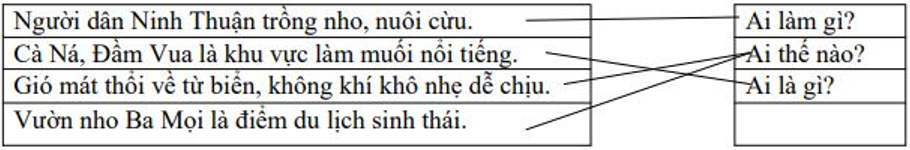 Người dân Ninh Thuận trồng nho, nuôi cừu.
Cà Ná, Đầm Vua là khu vực làm muối nổi tiếng.
Gió mát thổi về từ biển, không khí khô nhẹ dễ chịu.
Vườn nho Ba Mọi là điểm du lịch sinh thái.
Ai làm gì?
Ai thế nào?
Ai là gì?